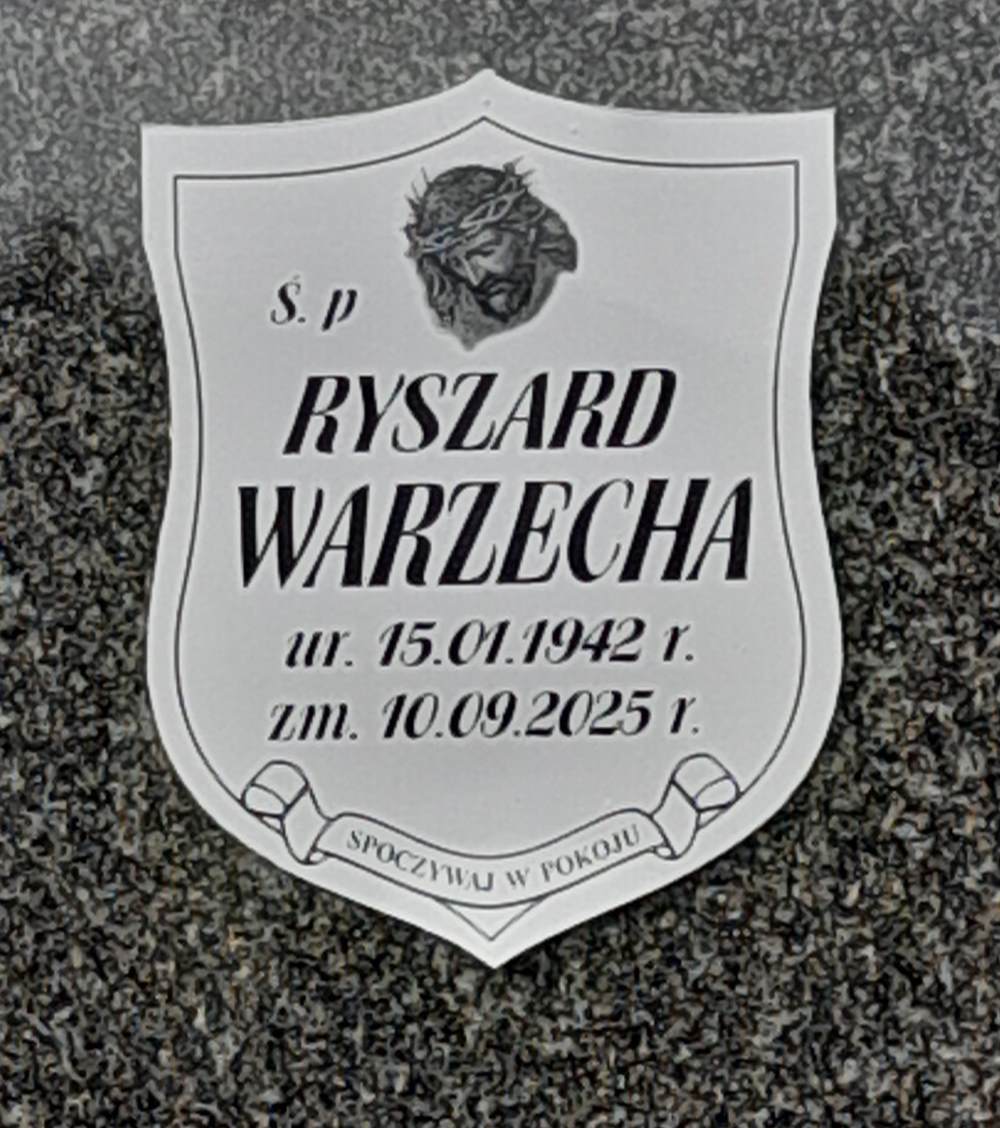 Ś. p
RYSZARD
WARZECHA
ur. 15.01.1942 r.
zm. 10.09.2025 r.
SPOCZYWAJ W POKOJU